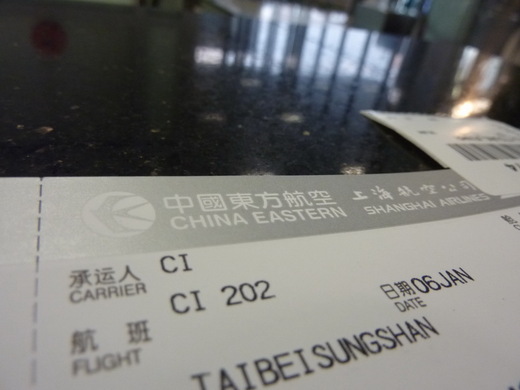 中國東方航空 上海航空公司
CHINA EASTERN SHANGHAI AIRLINES
承运人 CI
CARRIER
CI 202 日期 06JAN
DATE
航 班
FLIGHT
TAIBEISUNGSHAN